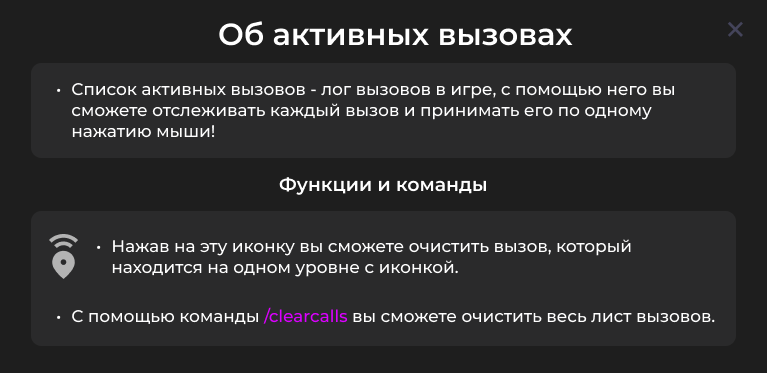 Об активных вызовах
• Список активных вызовов - лог вызовов в игре, с помощью него вы
сможете отслеживать каждый вызов и принимать его по одному
нажатию мыши!
Функции и команды
• Нажав на эту иконку вы сможете очистить вызов, который
находится на одном уровне с иконкой.
• С помощью команды /clearcalls вы сможете очистить весь лист вызовов.